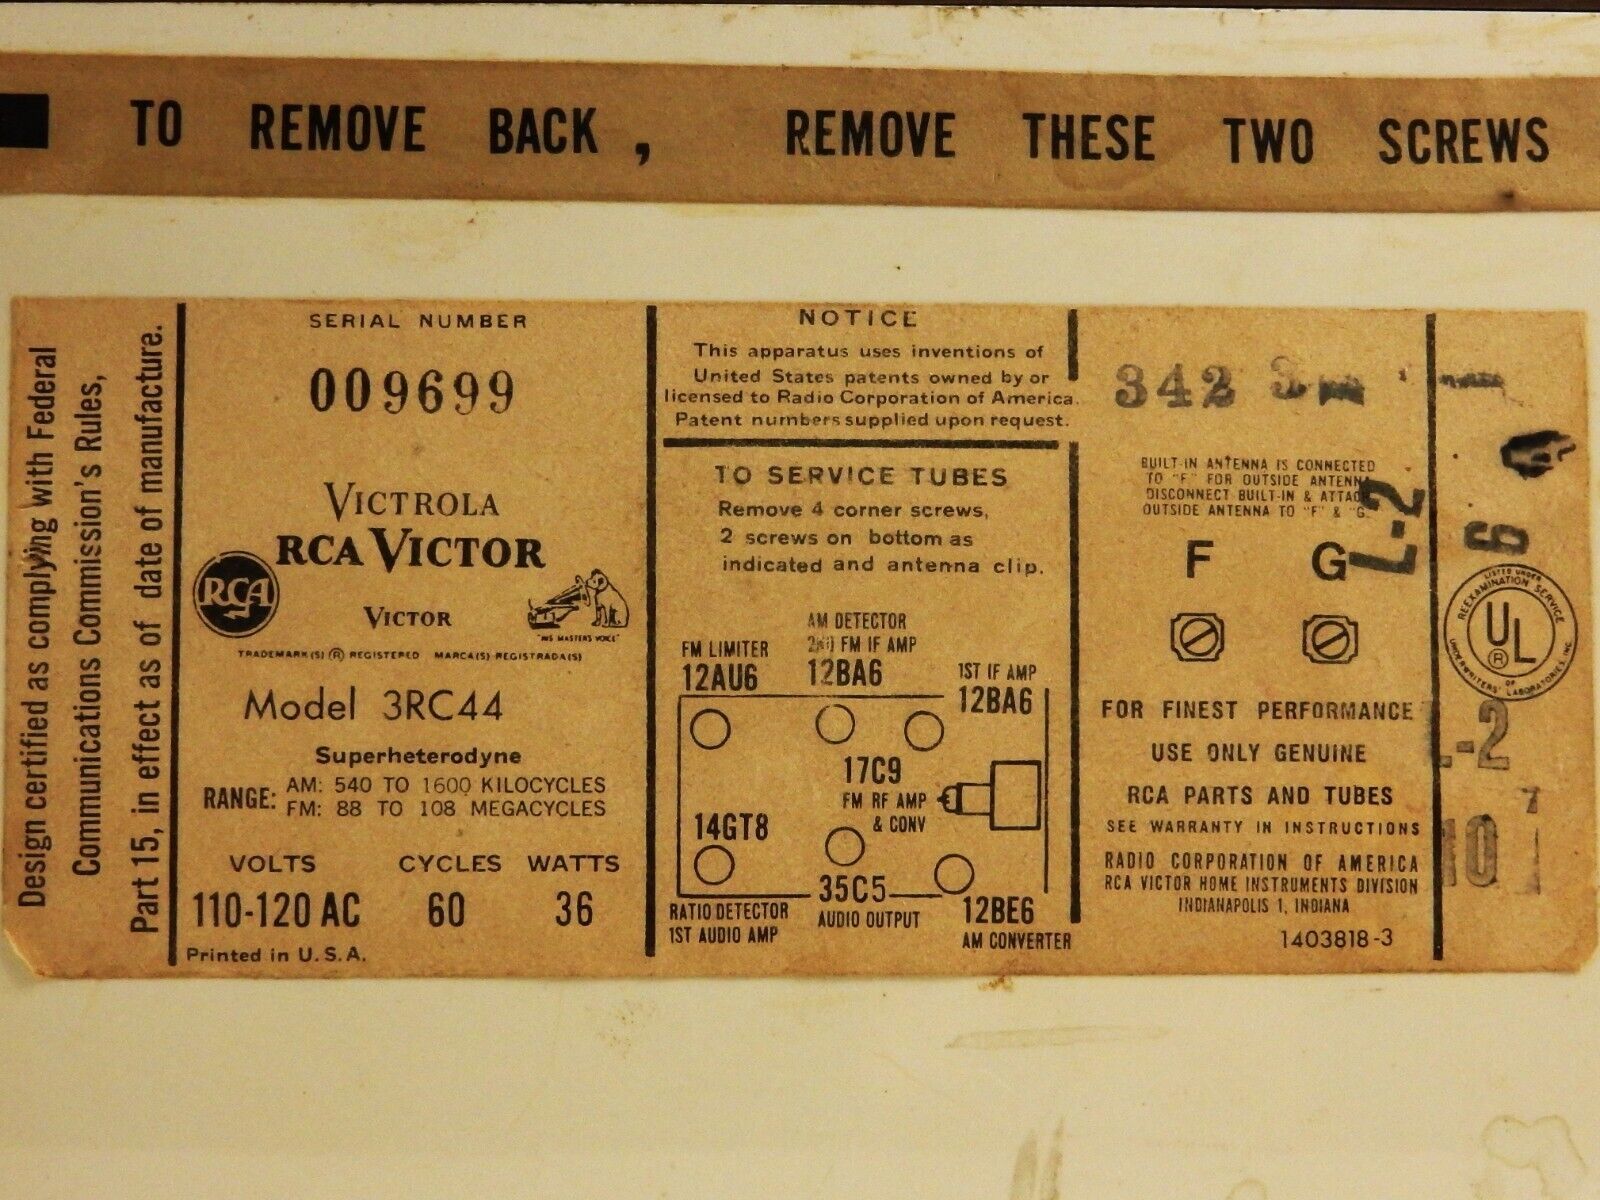 TO REMOVE BACK, REMOVE THESE TWO SCREWS
Design certified as complying with Federal
Communications Commission's Rules,
Part 15, in effect as of date of manufacture.
SERIAL NUMBER
009699
VICTROLA
RCA VICTOR
RCA
VICTOR
"HIS MASTER'S VOICE"
TRADEMARK(S) ® REGISTERED MARCA(S) REGISTRADA(S)
Model 3RC44
Superheterodyne
RANGE: AM: 540 TO 1600 KILOCYCLES
FM: 88 TO 108 MEGACYCLES
VOLTS CYCLES WATTS
110-120 AC 60 36
Printed in U.S.A.
NOTICE
This apparatus uses inventions of
United States patents owned by or
licensed to Radio Corporation of America.
Patent numbers supplied upon request.
TO SERVICE TUBES
Remove 4 corner screws,
2 screws on bottom as
indicated and antenna clip.
FM LIMITER
12AU6
AM DETECTOR
2ND FM IF AMP
12BA6
1ST IF AMP
12BA6
17C9
FM RF AMP
& CONV
14GT8
RATIO DETECTOR
1ST AUDIO AMP
35C5
AUDIO OUTPUT
12BE6
AM CONVERTER
342 3
BUILT-IN ANTENNA IS CONNECTED
TO "F" FOR OUTSIDE ANTENNA
DISCONNECT BUILT-IN & ATTACH
OUTSIDE ANTENNA TO "F" & "G"
L-2
F G
FOR FINEST PERFORMANCE
USE ONLY GENUINE
RCA PARTS AND TUBES
SEE WARRANTY IN INSTRUCTIONS
RADIO CORPORATION OF AMERICA
RCA VICTOR HOME INSTRUMENTS DIVISION
INDIANAPOLIS 1, INDIANA
1403818-3
6
LISTED UNDER
REEXAMINATION SERVICE
UL ®
OF
UNDERWRITERS' LABORATORIES, INC.
L-2
101